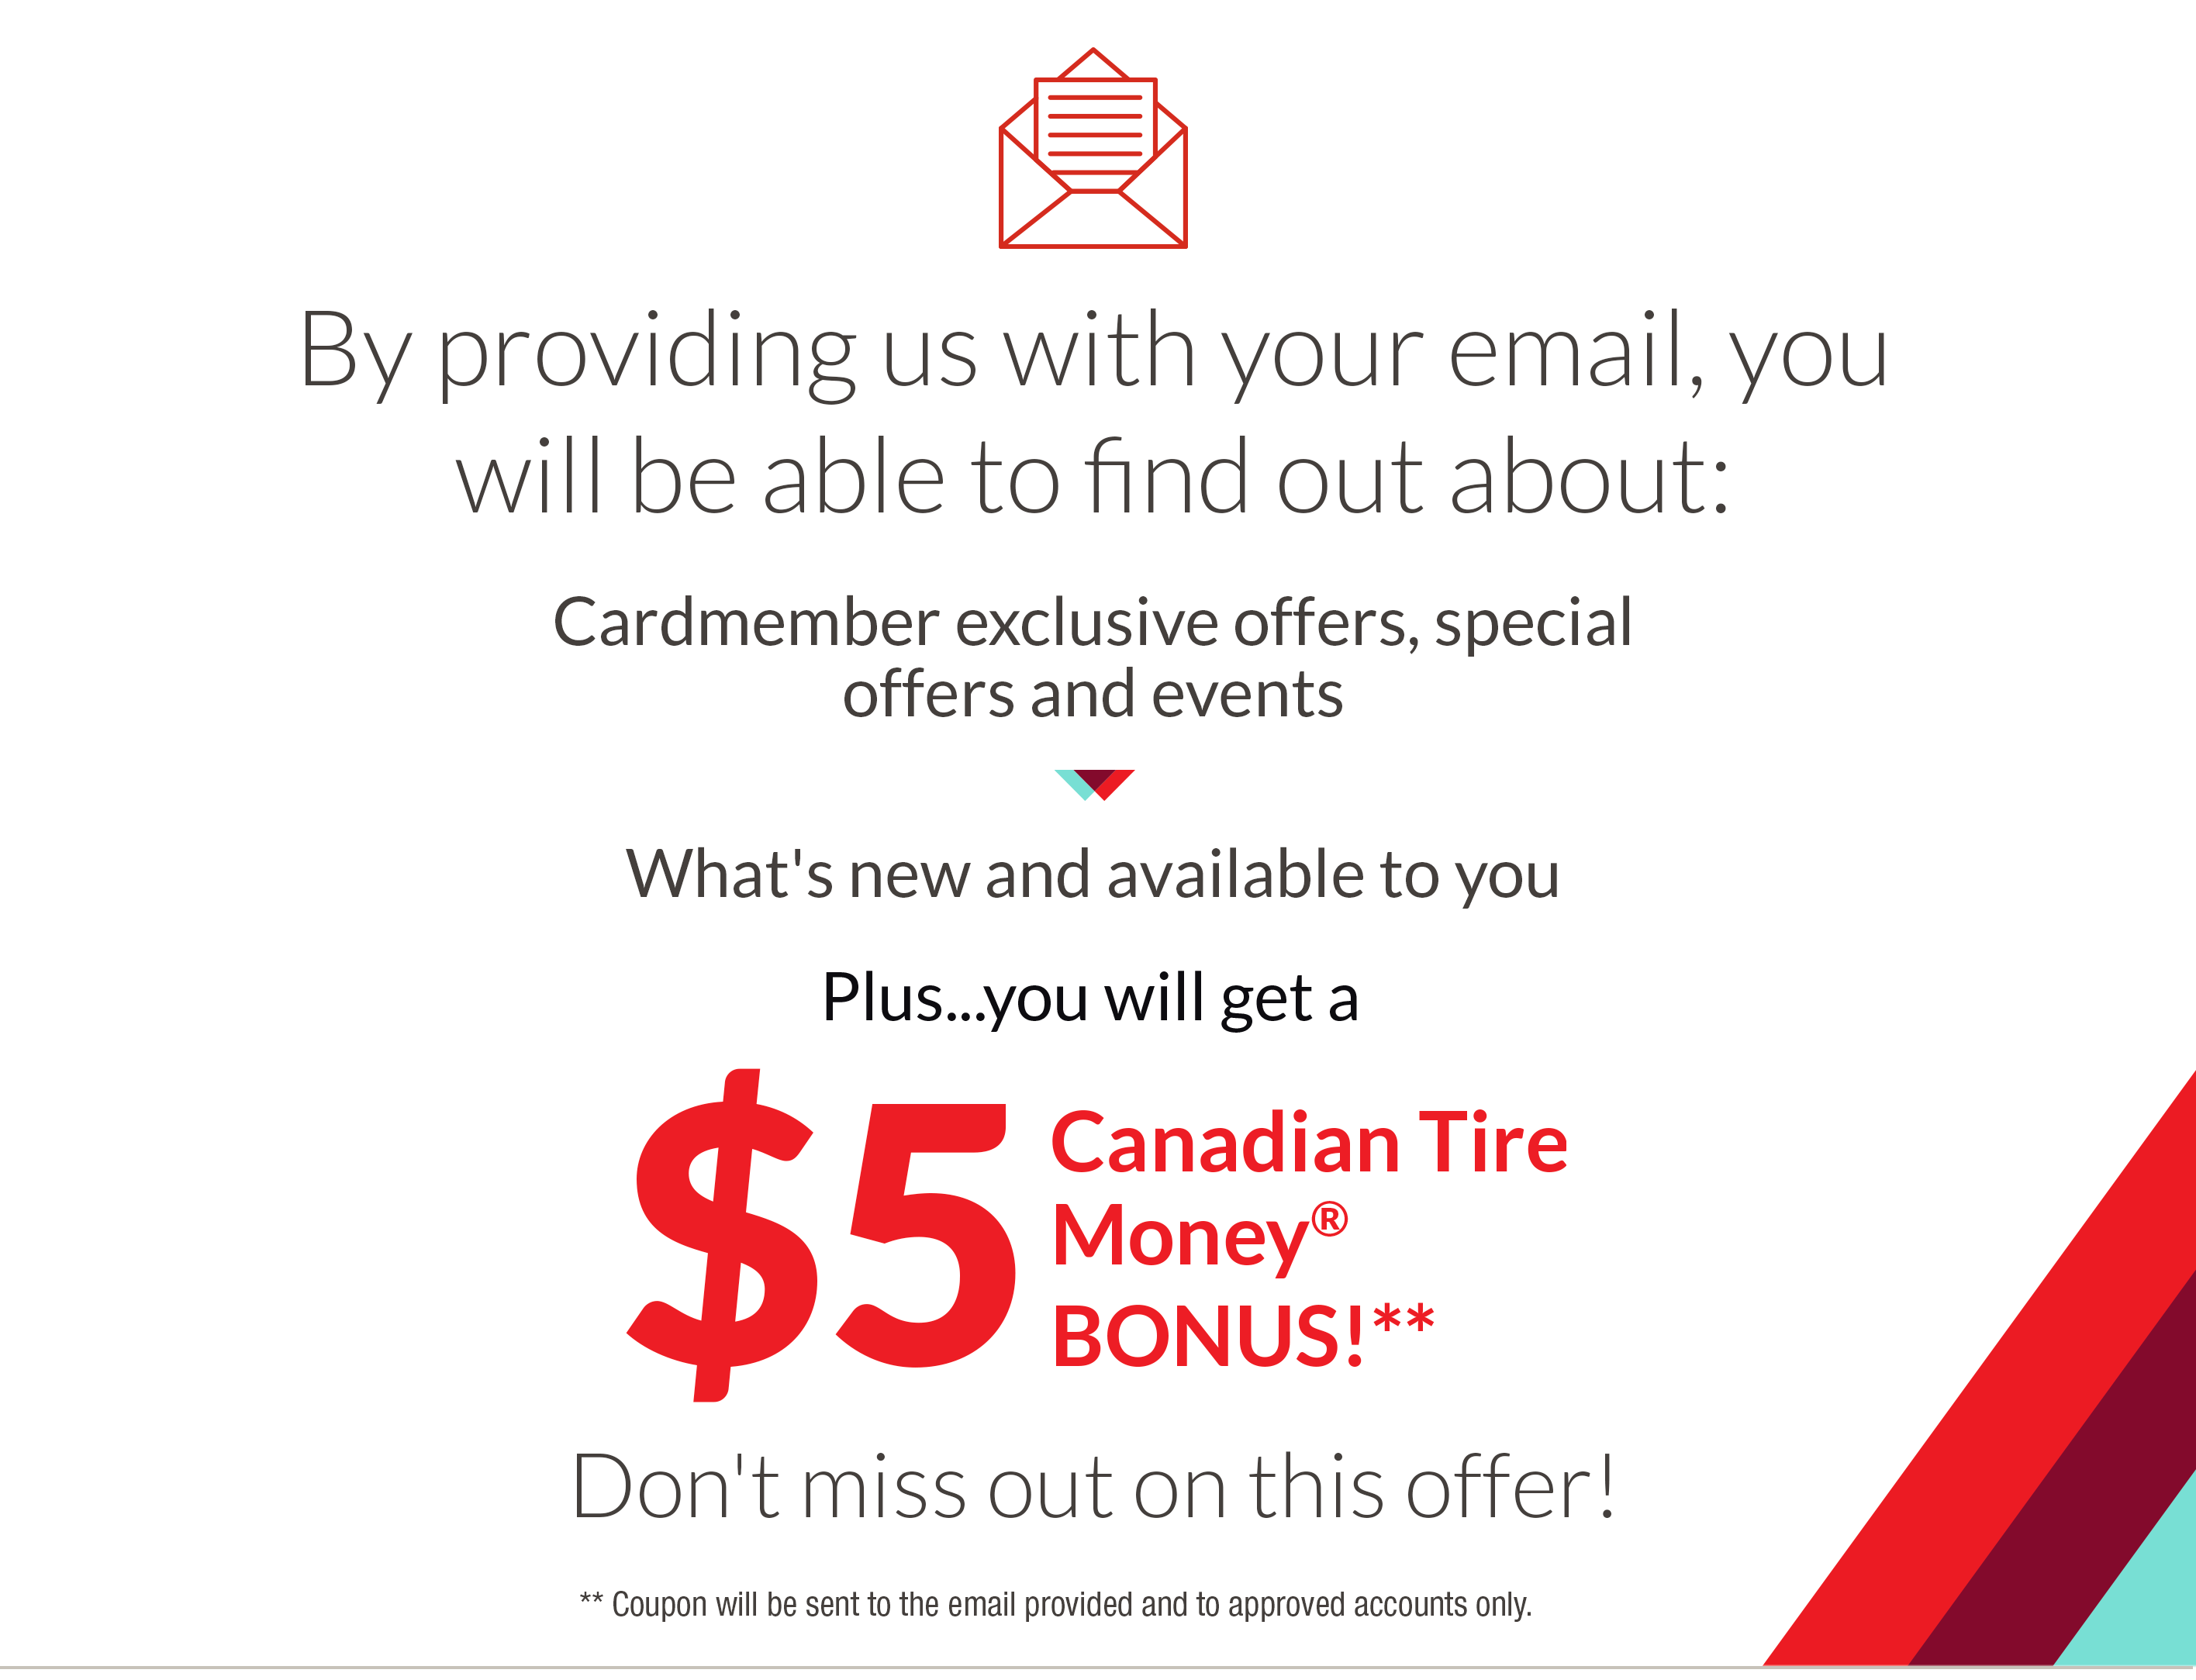 By providing us with your email, you
will be able to find out about:
Cardmember exclusive offers, special
offers and events
What's new and available to you
Plus...you will get a
$5 Canadian Tire
Money®
BONUS!**
Don't miss out on this offer!
** Coupon will be sent to the email provided and to approved accounts only.